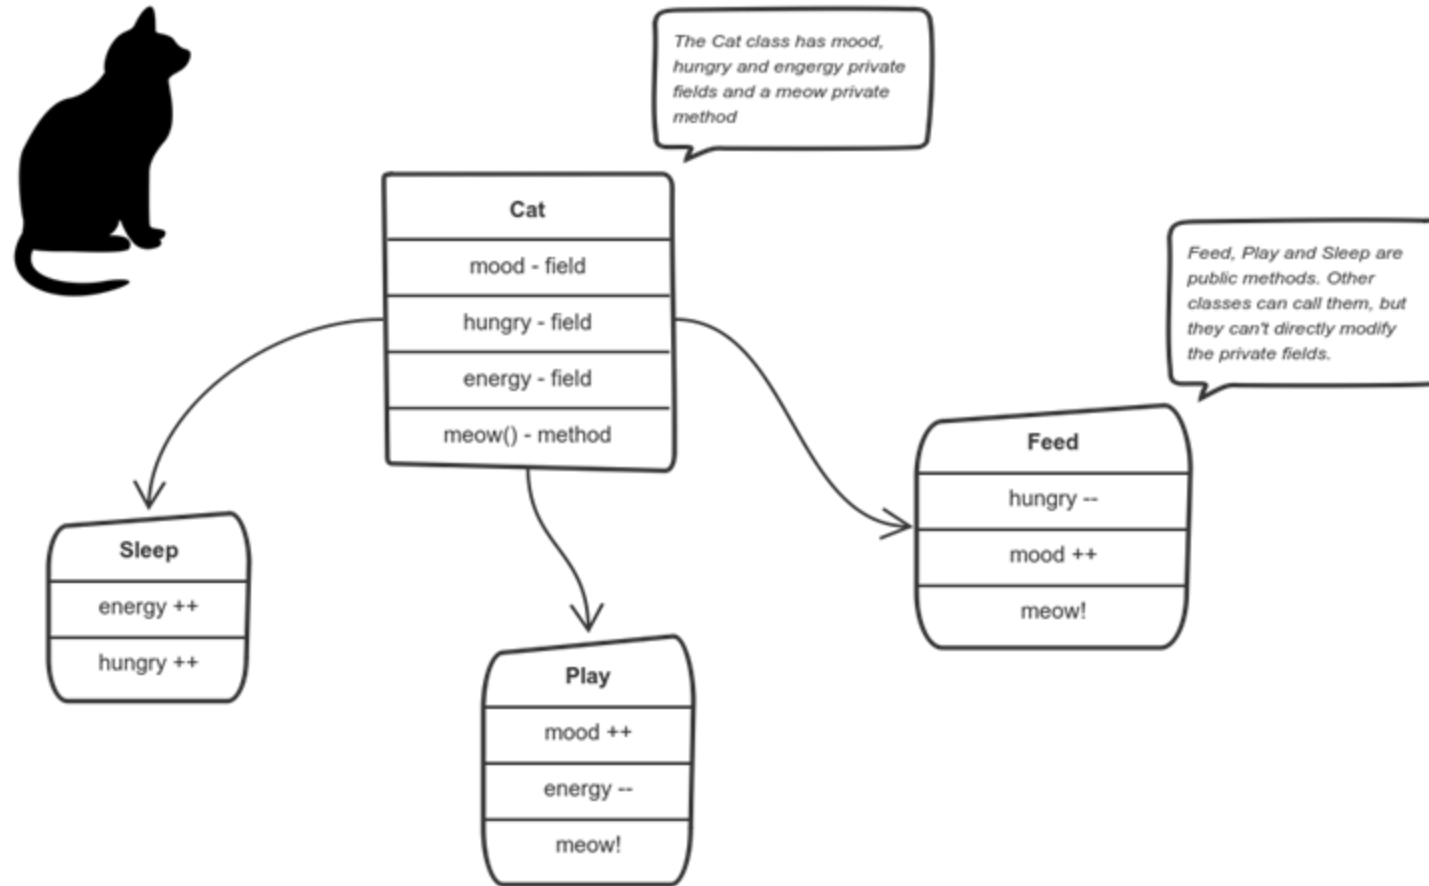 The Cat class has mood,
hungry and engergy private
fields and a meow private
method
Cat
mood - field
hungry - field
energy - field
meow() - method
Feed, Play and Sleep are
public methods. Other
classes can call them, but
they can't directly modify
the private fields.
Feed
hungry --
mood ++
meow!
Sleep
energy ++
hungry ++
Play
mood ++
energy --
meow!